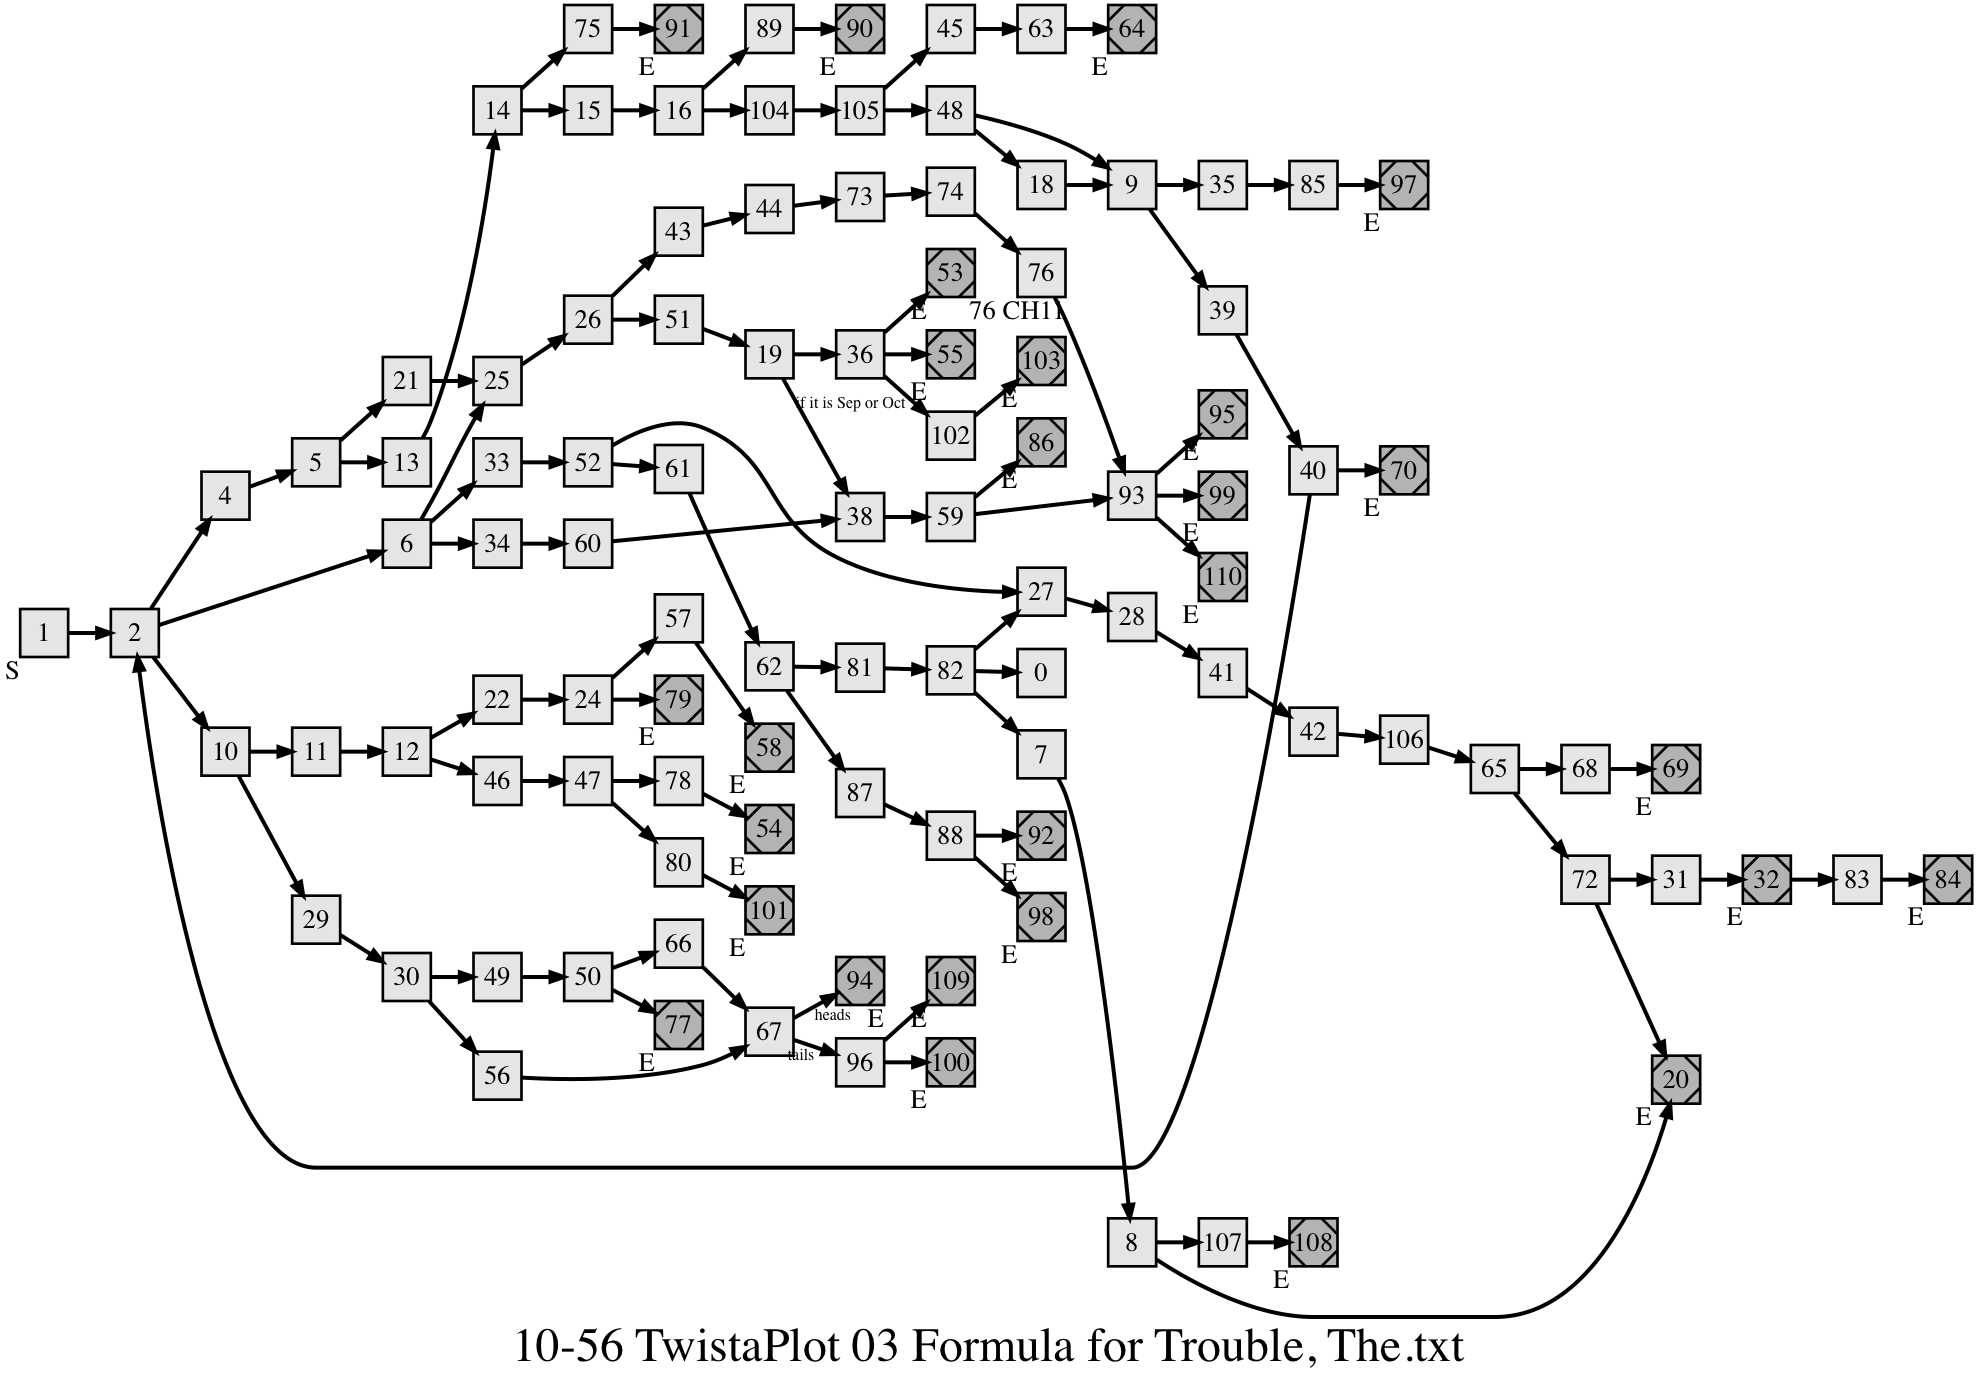 75 91 89 90 45 63 64
E E E
14 15 16 104 105 48
18 9 35 85 97
E
43 44 73 74
53 76
E 76 CH11
39
26 51 19 36 55 103
E E
if it is Sep or Oct
21 25 102 86 95
E E
4 5 13 33 52 61 40 70
E
6 34 60 38 59 93 99
E
110
E
27 28
1 2 57 62 81 82 0 41
S
22 24 79 58 7 42 106
E E
10 11 12 46 47 78 54 87 65 68 69
E E
80 101 88 92
E E
29 98
E
72 31 32 83 84
E E
30 49 50 66 94 109
E E
77 67 heads
E
tails
56 96 100
E
20
E
8 107 108
E
10-56 TwistaPlot 03 Formula for Trouble, The.txt